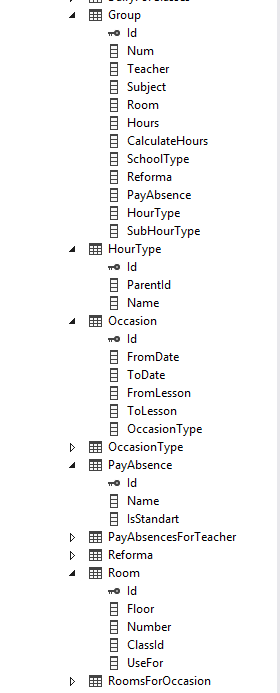 Group
Id
Num
Teacher
Subject
Room
Hours
CalculateHours
SchoolType
Reforma
PayAbsence
HourType
SubHourType
HourType
Id
ParentId
Name
Occasion
Id
FromDate
ToDate
FromLesson
ToLesson
OccasionType
OccasionType
PayAbsence
Id
Name
IsStandart
PayAbsencesForTeacher
Reforma
Room
Id
Floor
Number
ClassId
UseFor
RoomsForOccasion